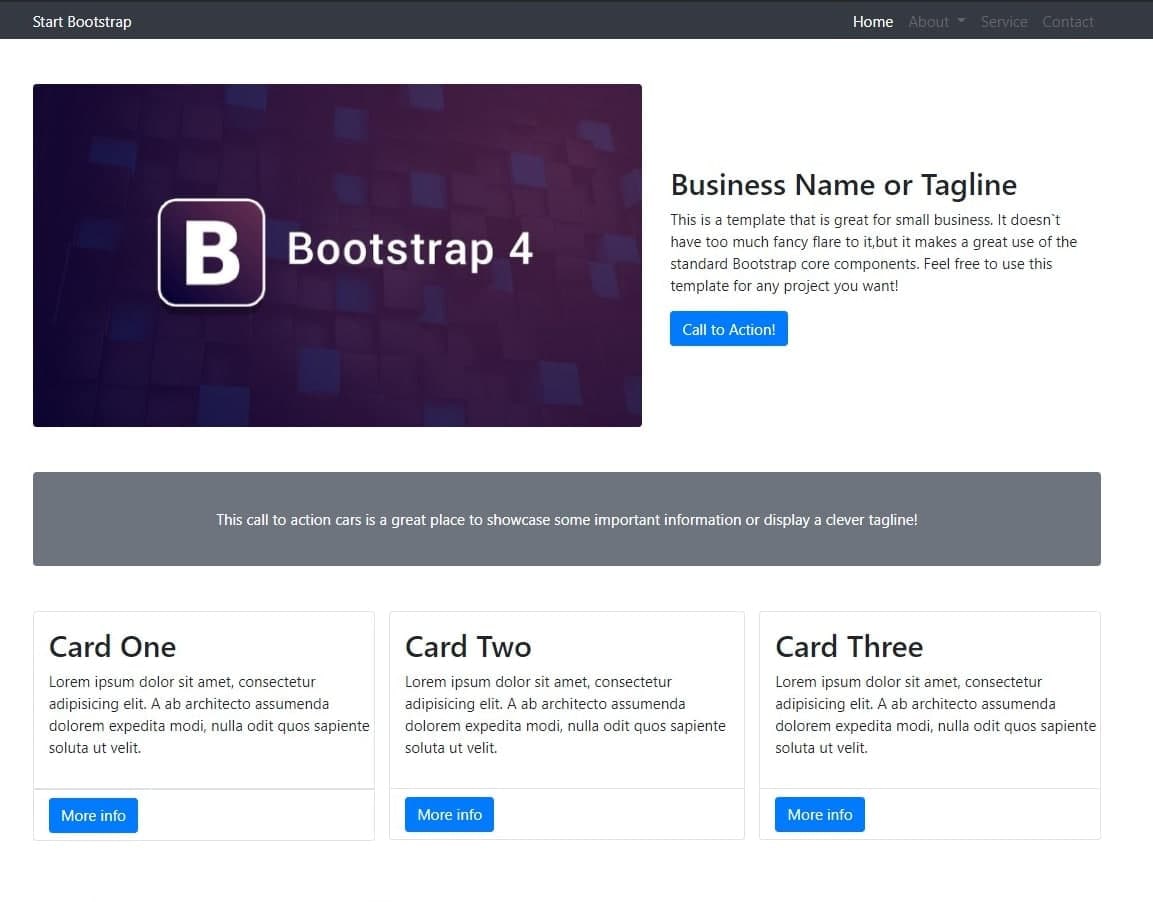 Start Bootstrap
Home About Service Contact
B Bootstrap 4
Business Name or Tagline
This is a template that is great for small business. It doesn`t
have too much fancy flare to it,but it makes a great use of the
standard Bootstrap core components. Feel free to use this
template for any project you want!
Call to Action!
This call to action cars is a great place to showcase some important information or display a clever tagline!
Card One
Lorem ipsum dolor sit amet, consectetur
adipisicing elit. A ab architecto assumenda
dolorem expedita modi, nulla odit quos sapiente
soluta ut velit.
More info
Card Two
Lorem ipsum dolor sit amet, consectetur
adipisicing elit. A ab architecto assumenda
dolorem expedita modi, nulla odit quos sapiente
soluta ut velit.
More info
Card Three
Lorem ipsum dolor sit amet, consectetur
adipisicing elit. A ab architecto assumenda
dolorem expedita modi, nulla odit quos sapiente
soluta ut velit.
More info